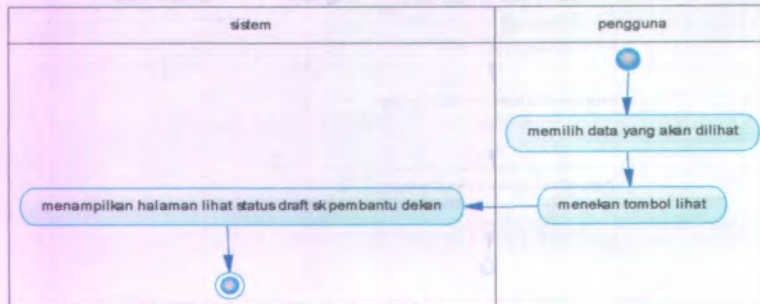 sistem
pengguna
memilih data yang akan dilihat
menekan tombol lihat
menampilkan halaman lihat status draft sk pembantu dekan